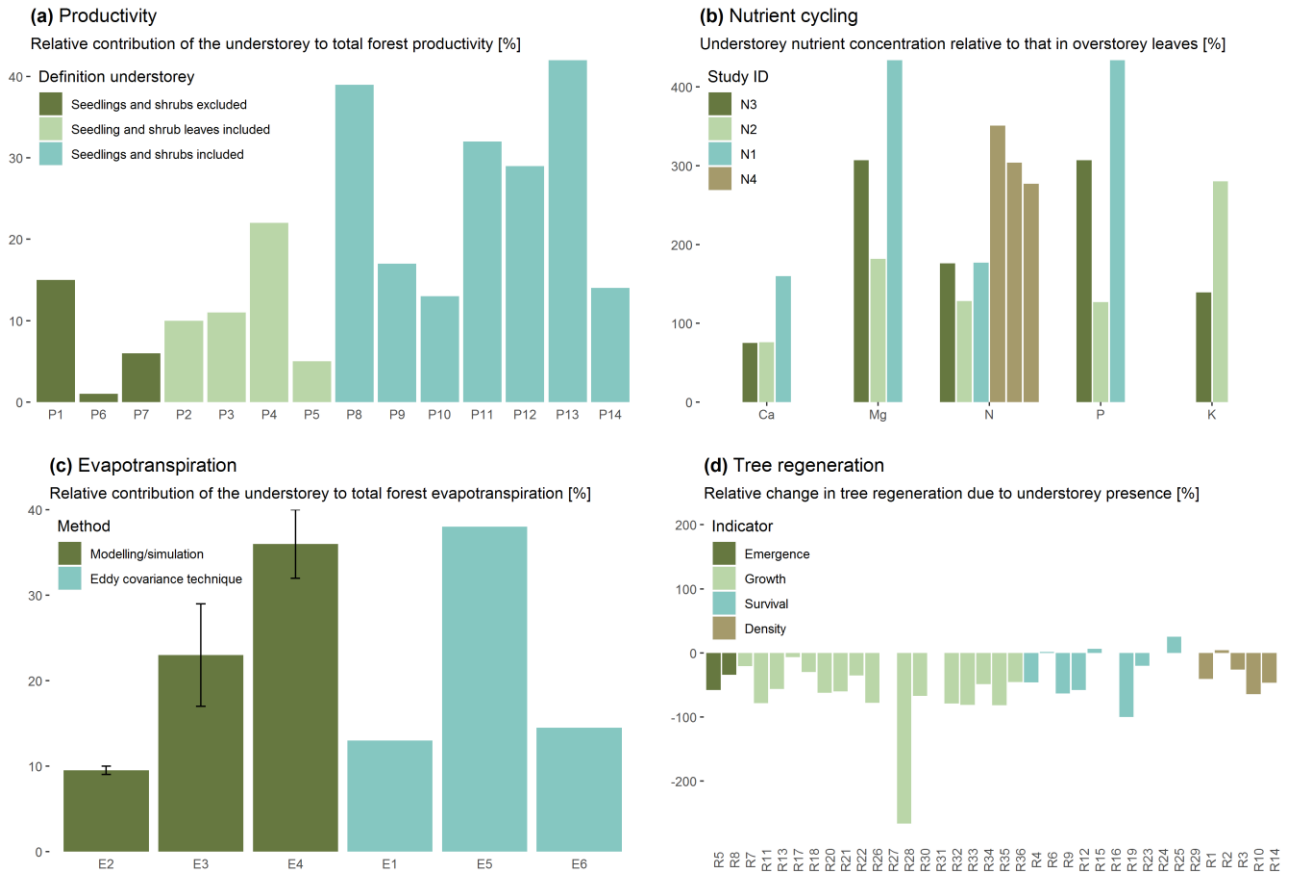 (a) Productivity
Relative contribution of the understorey to total forest productivity [%]
Definition understorey
Seedlings and shrubs excluded
Seedling and shrub leaves included
Seedlings and shrubs included
40
30
20
10
0
P1 P6 P7 P2 P3 P4 P5 P8 P9 P10 P11 P12 P13 P14
(b) Nutrient cycling
Understorey nutrient concentration relative to that in overstorey leaves [%]
Study ID
N3
N2
N1
N4
400
300
200
100
0
Ca Mg N P K
(c) Evapotranspiration
Relative contribution of the understorey to total forest evapotranspiration [%]
Method
Modelling/simulation
Eddy covariance technique
40
30
20
10
0
E2 E3 E4 E1 E5 E6
(d) Tree regeneration
Relative change in tree regeneration due to understorey presence [%]
Indicator
Emergence
Growth
Survival
Density
200
100
0
-100
-200
R5 R8 R7 R11 R13 R17 R18 R20 R21 R22 R26 R27 R28 R30 R31 R32 R33 R34 R35 R36 R4 R6 R9 R12 R15 R16 R19 R23 R24 R25 R29 R1 R2 R3 R10 R14